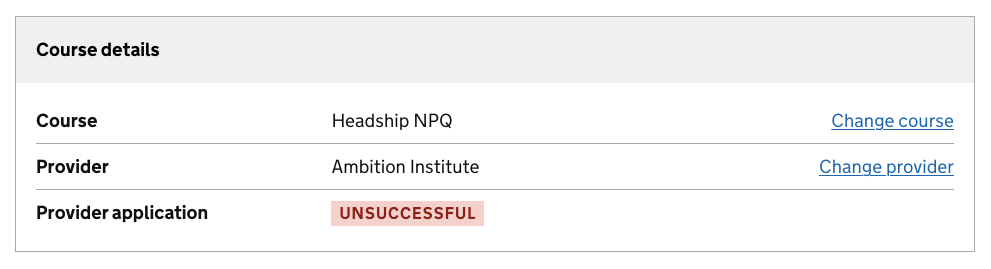 Course details
Course Headship NPQ Change course
Provider Ambition Institute Change provider
Provider application UNSUCCESSFUL